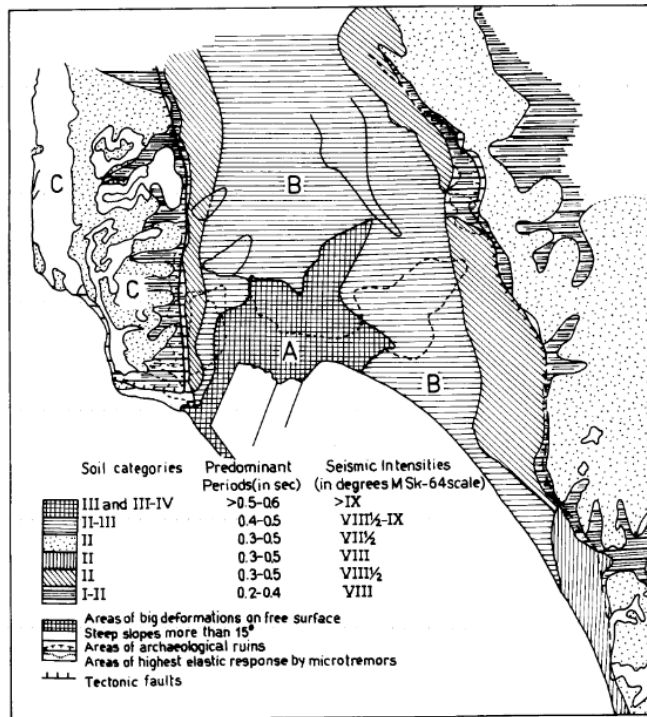 C
B
C
A
B
Soil categories Predominant Periods(in sec) Seismic Intensities (in degrees MSk-64scale)
III and III-IV >0.5-0.6 >IX
II-III 0.4-0.5 VIII½-IX
II 0.3-0.5 VII½
II 0.3-0.5 VIII
II 0.3-0.5 VIII½
I-II 0.2-0.4 VIII
Areas of big deformations on free surface
Steep slopes more than 15°
Areas of archaeological ruins
Areas of highest elastic response by microtremors
Tectonic faults